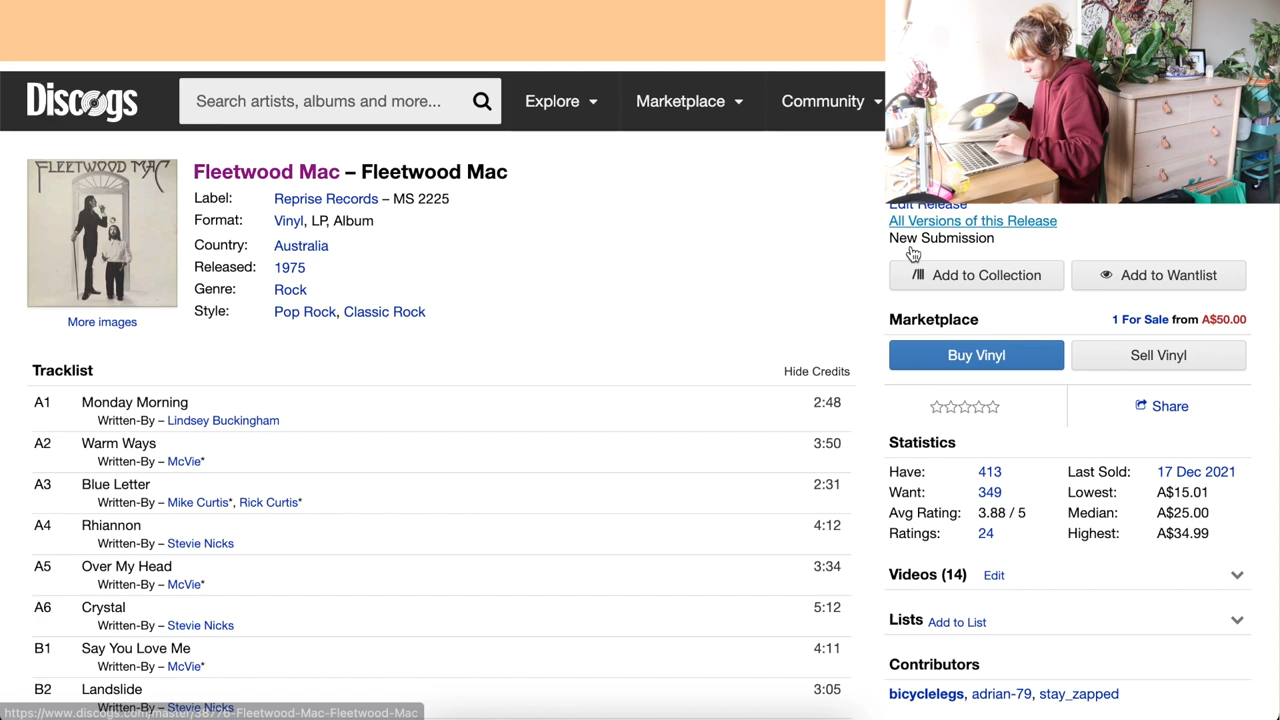 Discogs
Search artists, albums and more...
Explore
Marketplace
Community
FLEETWOOD MAC
More images
Fleetwood Mac – Fleetwood Mac
Label: Reprise Records – MS 2225
Format: Vinyl, LP, Album
Country: Australia
Released: 1975
Genre: Rock
Style: Pop Rock, Classic Rock
Tracklist
Hide Credits
A1 Monday Morning 2:48
Written-By – Lindsey Buckingham
A2 Warm Ways 3:50
Written-By – McVie*
A3 Blue Letter 2:31
Written-By – Mike Curtis*, Rick Curtis*
A4 Rhiannon 4:12
Written-By – Stevie Nicks
A5 Over My Head 3:34
Written-By – McVie*
A6 Crystal 5:12
Written-By – Stevie Nicks
B1 Say You Love Me 4:11
Written-By – McVie*
B2 Landslide 3:05
Written-By – Stevie Nicks
https://www.discogs.com/master/38776-Fleetwood-Mac-Fleetwood-Mac
Edit Release
All Versions of this Release
New Submission
Add to Collection
Add to Wantlist
Marketplace
1 For Sale from A$50.00
Buy Vinyl
Sell Vinyl
Share
Statistics
Have: 413 Last Sold: 17 Dec 2021
Want: 349 Lowest: A$15.01
Avg Rating: 3.88 / 5 Median: A$25.00
Ratings: 24 Highest: A$34.99
Videos (14) Edit
Lists Add to List
Contributors
bicyclelegs, adrian-79, stay_zapped